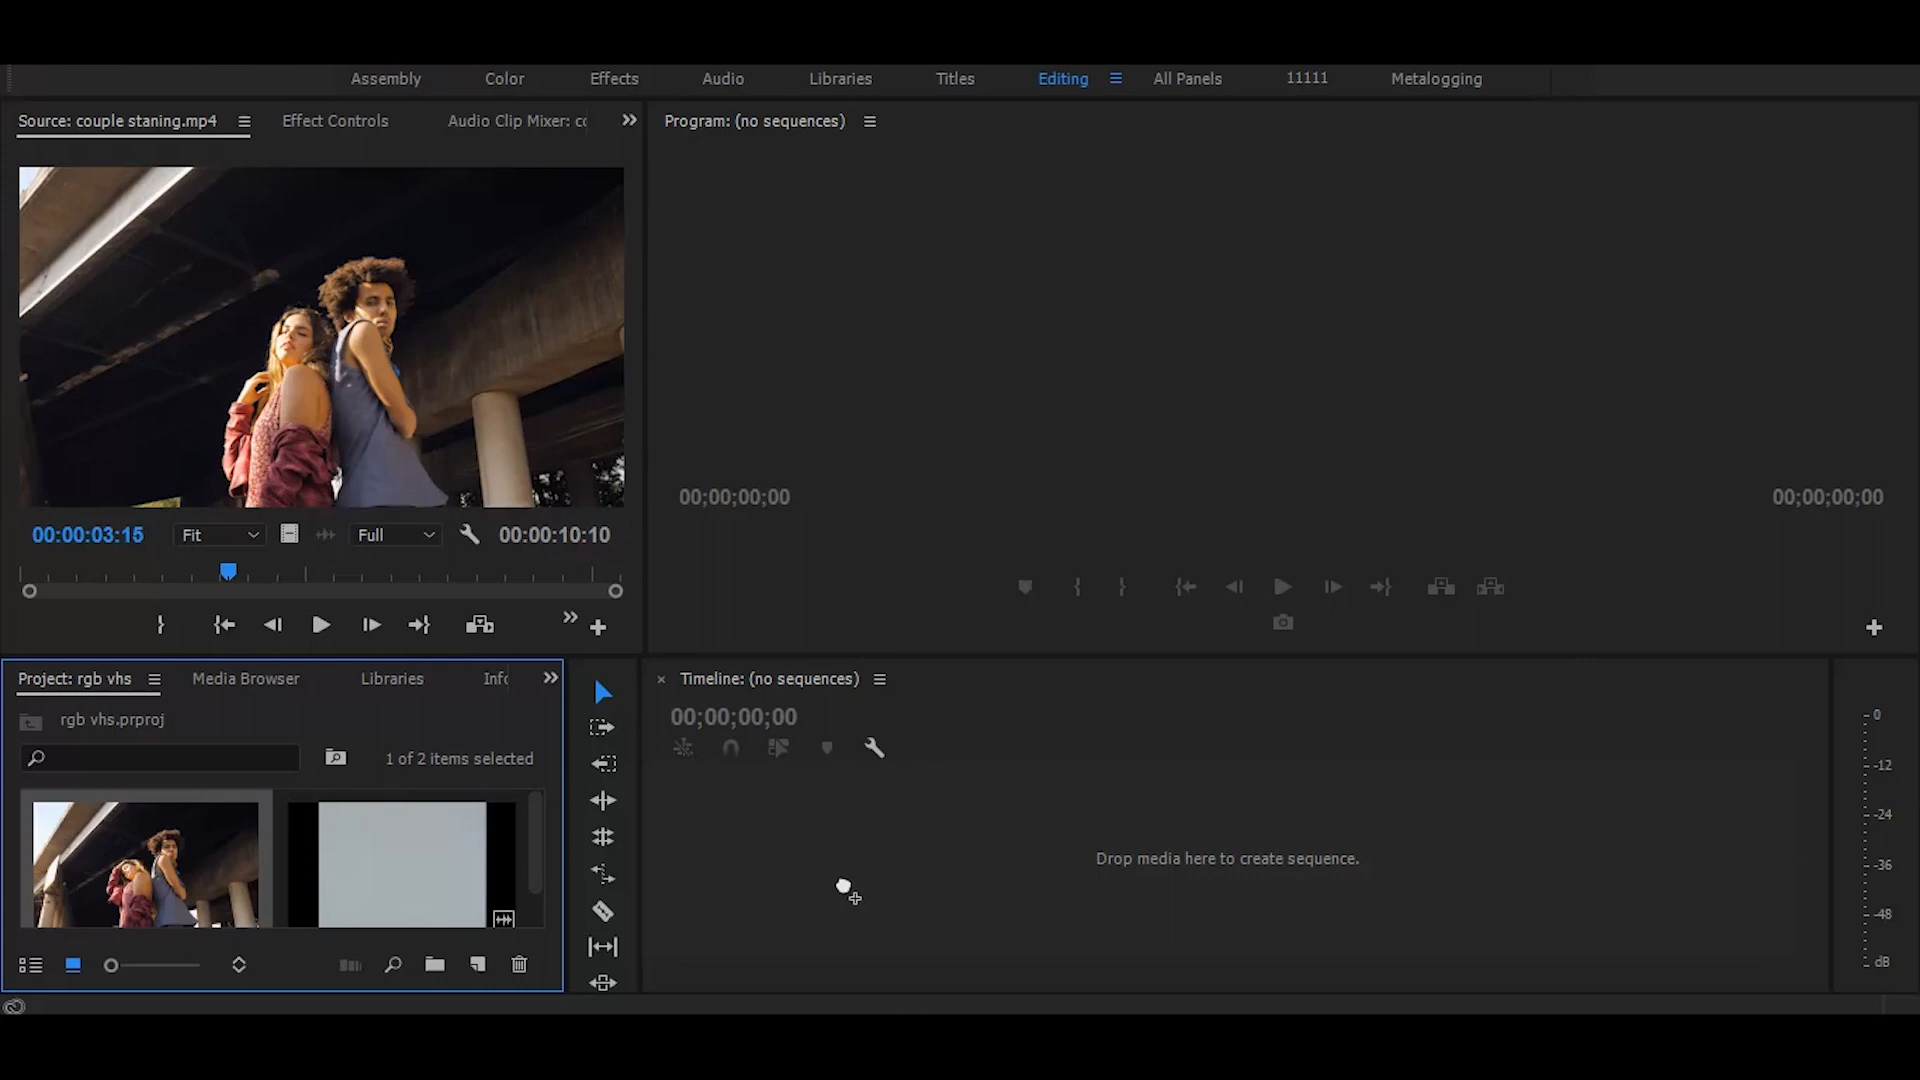 Assembly
Color
Effects
Audio
Libraries
Titles
Editing
All Panels
11111
Metalogging
Source: couple staning.mp4
Effect Controls
Audio Clip Mixer: co
Program: (no sequences)
00:00:03:15
Fit
Full
00:00:10:10
00;00;00;00
00;00;00;00
Project: rgb vhs
Media Browser
Libraries
Info
rgb vhs.prproj
1 of 2 items selected
Timeline: (no sequences)
00;00;00;00
Drop media here to create sequence.
0
-12
-24
-36
-48
dB